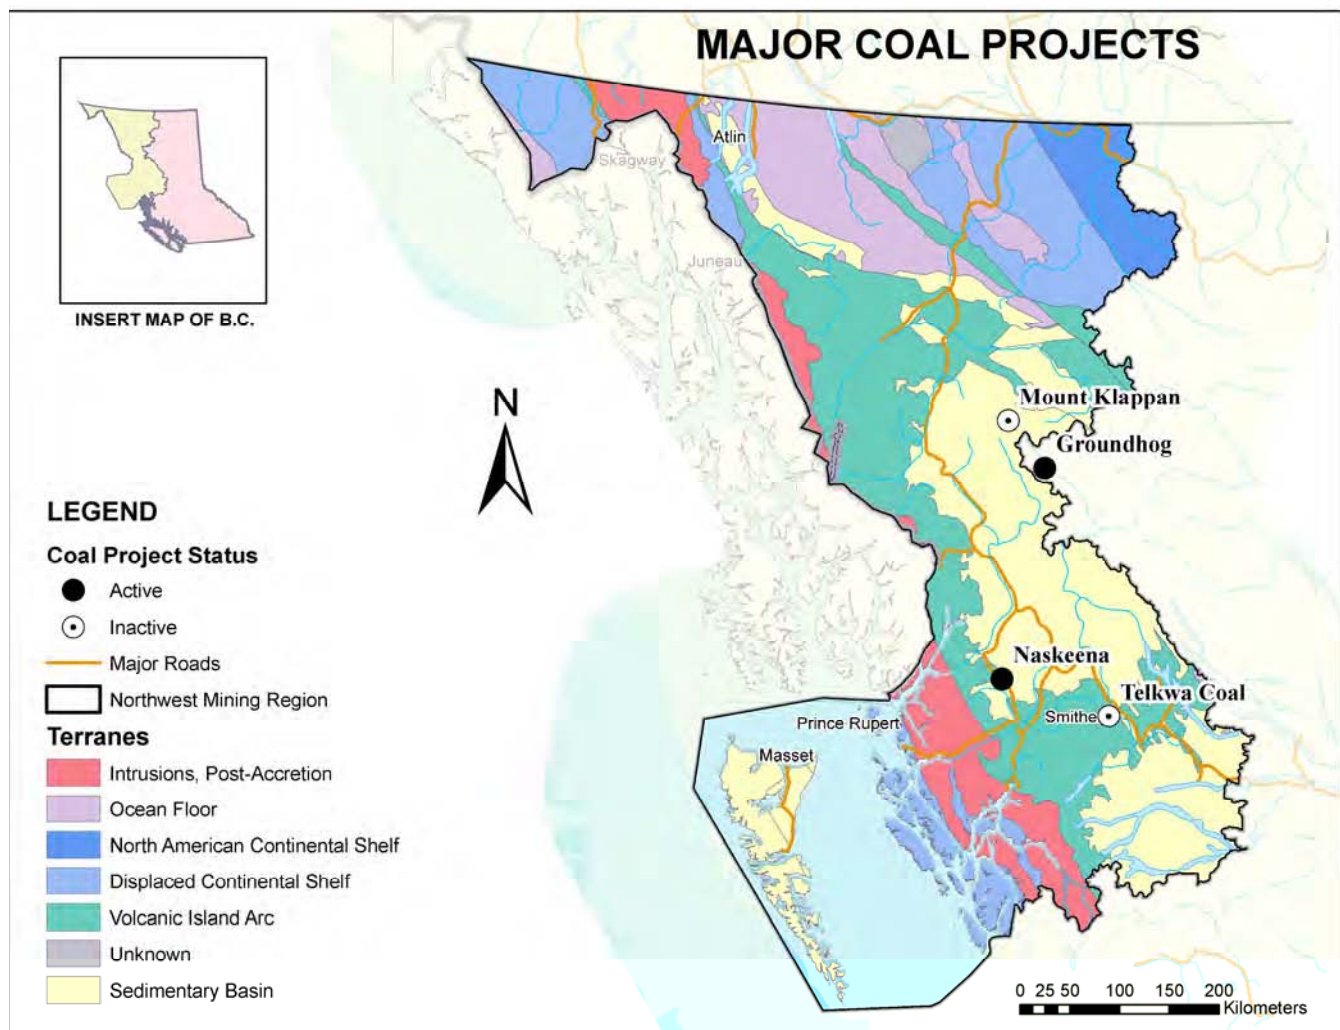 MAJOR COAL PROJECTS
INSERT MAP OF B.C.
N
Atlin
Skagway
Juneau
Mount Klappan
Groundhog
Naskeena
Telkwa Coal
Smithe
Prince Rupert
Masset
LEGEND
Coal Project Status
Active
Inactive
Major Roads
Northwest Mining Region
Terranes
Intrusions, Post-Accretion
Ocean Floor
North American Continental Shelf
Displaced Continental Shelf
Volcanic Island Arc
Unknown
Sedimentary Basin
0 25 50 100 150 200
Kilometers